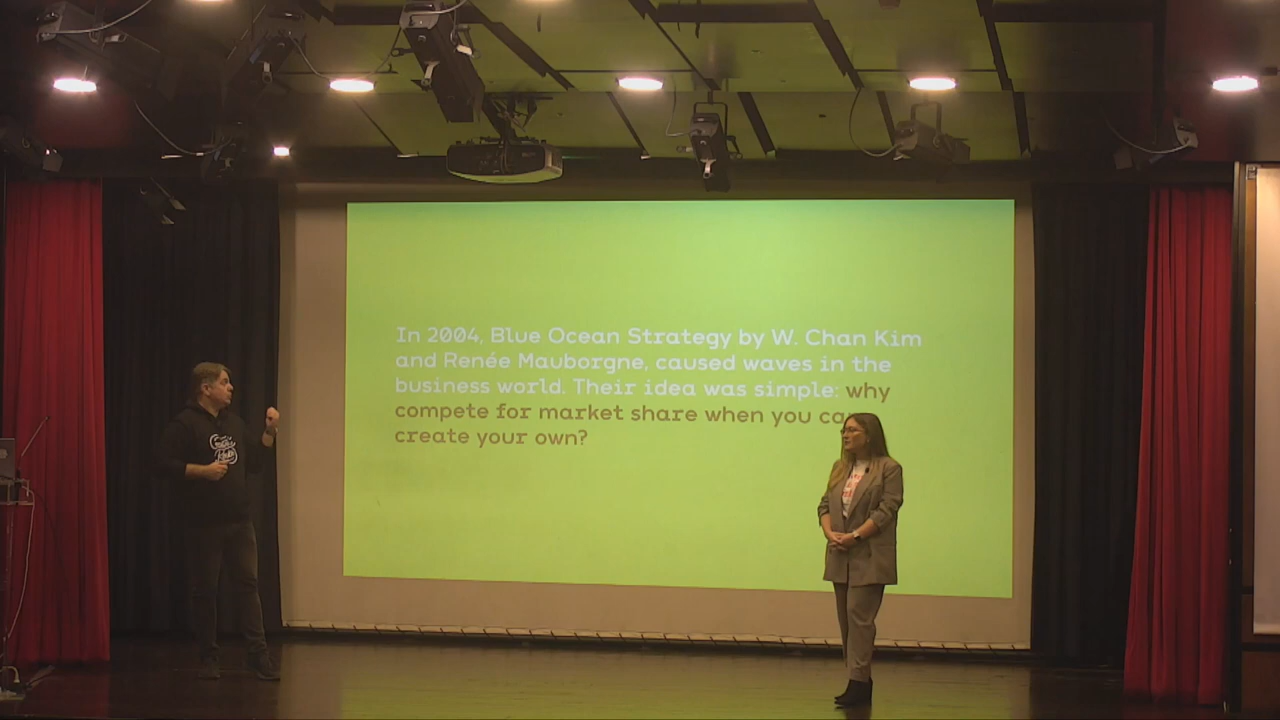 In 2004, Blue Ocean Strategy by W. Chan Kim
and Renée Mauborgne, caused waves in the
business world. Their idea was simple: why
compete for market share when you
create your own?